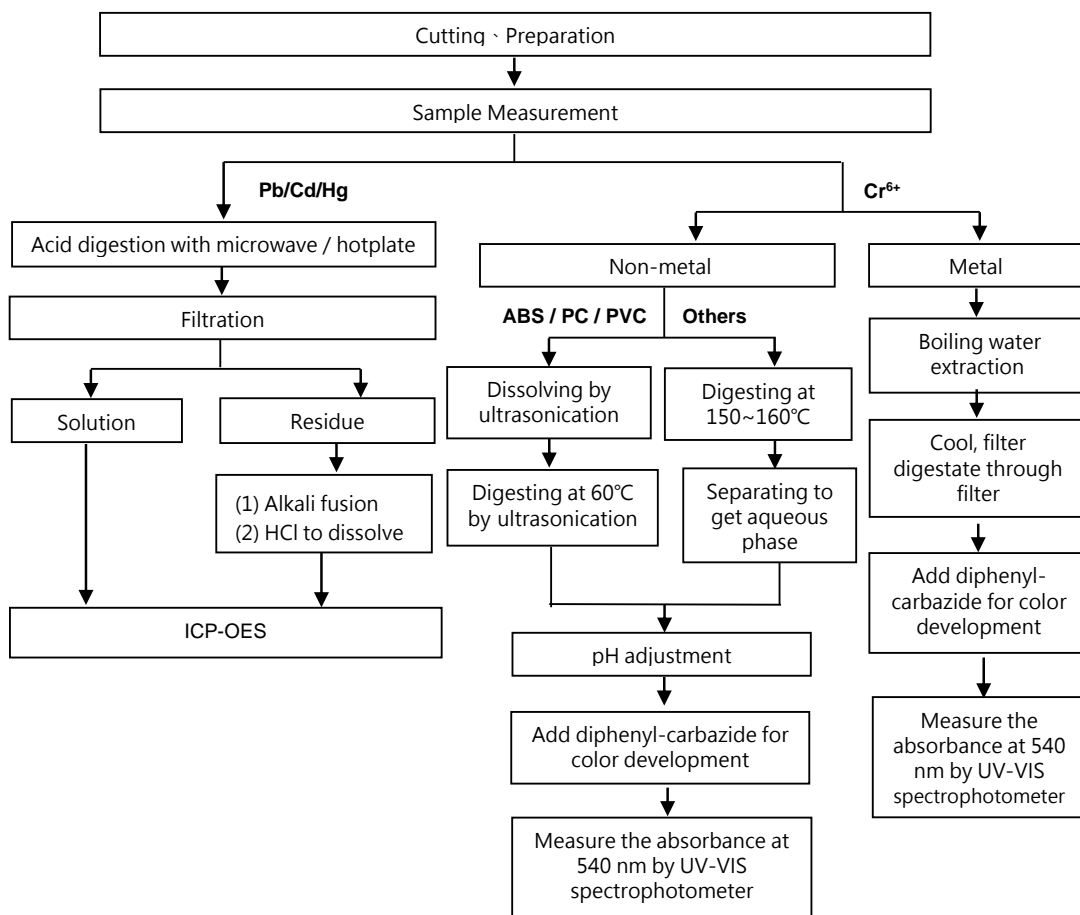 Cutting、Preparation
Sample Measurement
Pb/Cd/Hg
Cr⁶⁺
Acid digestion with microwave / hotplate
Non-metal
Metal
Filtration
ABS / PC / PVC
Others
Boiling water
extraction
Solution
Residue
Dissolving by
ultrasonication
Digesting at
150~160℃
Cool, filter
digestate through
filter
(1) Alkali fusion
(2) HCl to dissolve
Digesting at 60℃
by ultrasonication
Separating to
get aqueous
phase
Add diphenyl-
carbazide for color
development
ICP-OES
pH adjustment
Measure the
absorbance at 540
nm by UV-VIS
spectrophotometer
Add diphenyl-carbazide for
color development
Measure the absorbance at
540 nm by UV-VIS
spectrophotometer